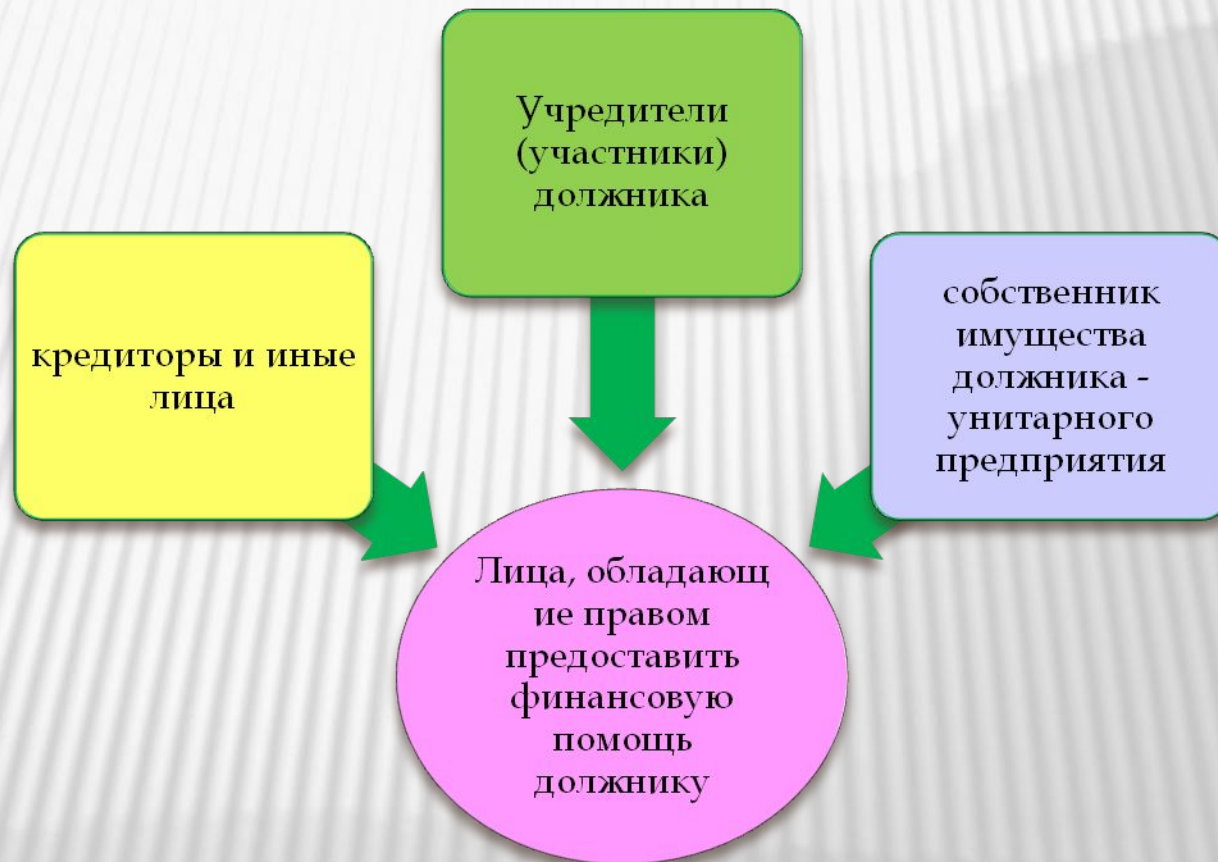 Учредители
(участники)
должника
кредиторы и иные
лица
собственник
имущества
должника -
унитарного
предприятия
Лица, обладающ
ие правом
предоставить
финансовую
помощь
должнику